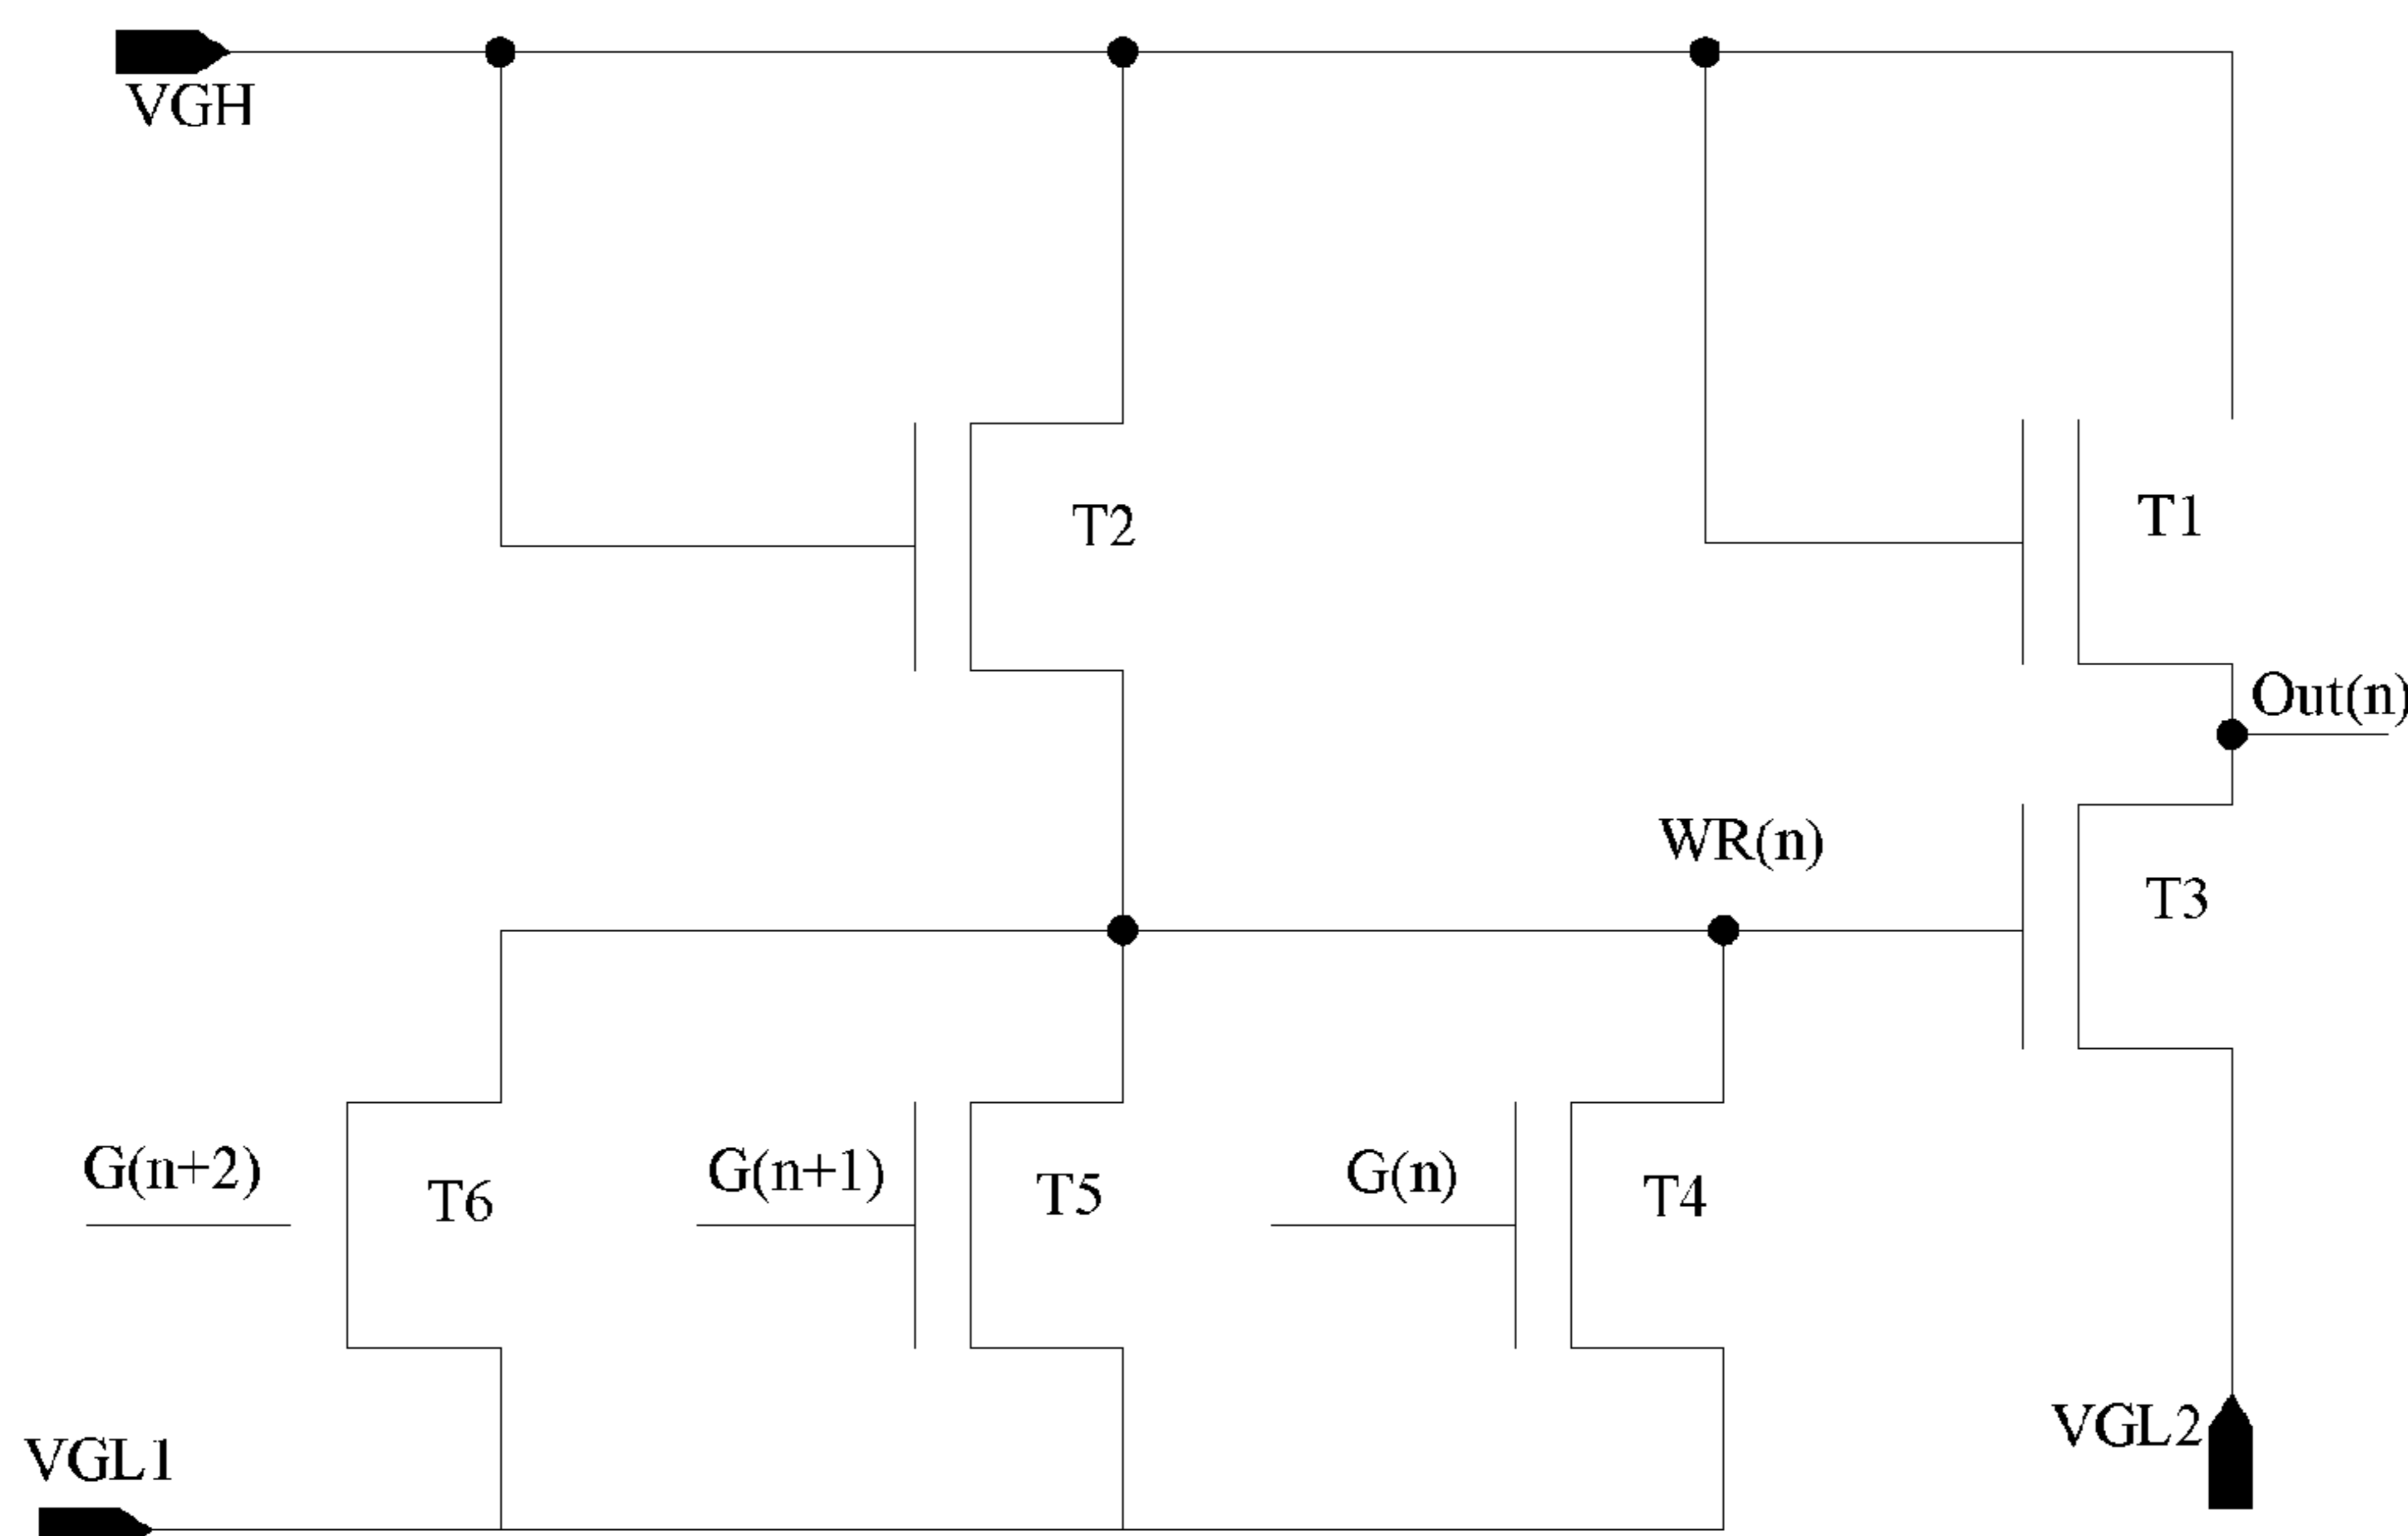 VGH
T2
T1
Out(n)
WR(n)
T3
G(n+2)
T6
G(n+1)
T5
G(n)
T4
VGL1
VGL2